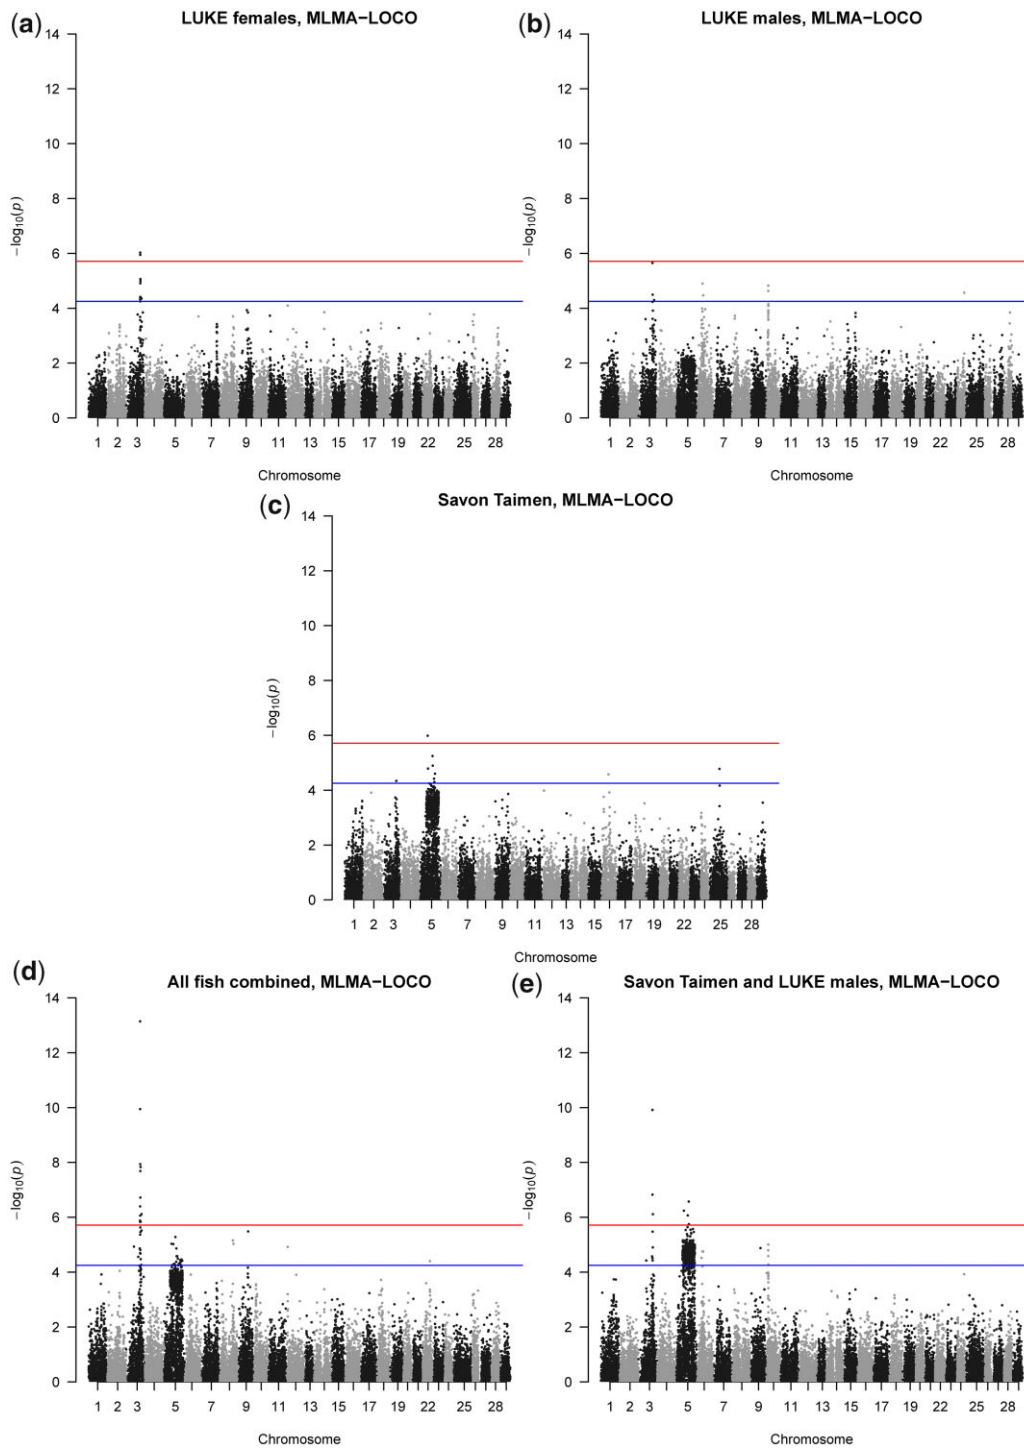 (a) LUKE females, MLMA−LOCO
14
12
10
8
6
4
2
0
−log10(p)
1 2 3 5 7 9 11 13 15 17 19 22 25 28
Chromosome
(b) LUKE males, MLMA−LOCO
14
12
10
8
6
4
2
0
−log10(p)
1 2 3 5 7 9 11 13 15 17 19 22 25 28
Chromosome
(c) Savon Taimen, MLMA−LOCO
14
12
10
8
6
4
2
0
−log10(p)
1 2 3 5 7 9 11 13 15 17 19 22 25 28
Chromosome
(d) All fish combined, MLMA−LOCO
14
12
10
8
6
4
2
0
−log10(p)
1 2 3 5 7 9 11 13 15 17 19 22 25 28
Chromosome
(e) Savon Taimen and LUKE males, MLMA−LOCO
14
12
10
8
6
4
2
0
−log10(p)
1 2 3 5 7 9 11 13 15 17 19 22 25 28
Chromosome